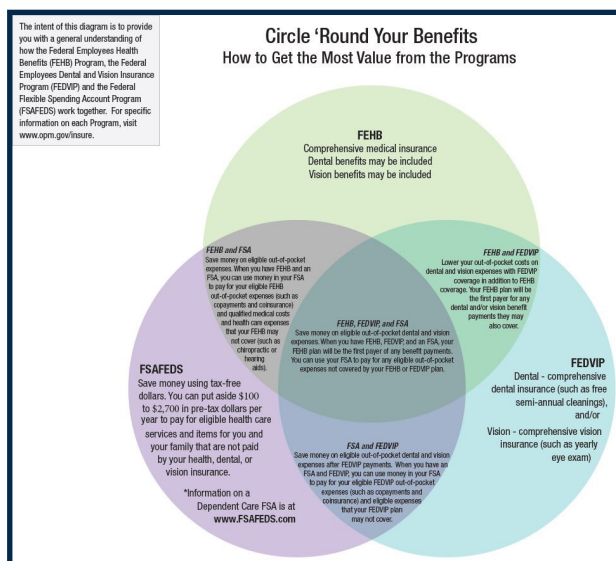 The intent of this diagram is to provide
you with a general understanding of
how the Federal Employees Health
Benefits (FEHB) Program, the Federal
Employees Dental and Vision Insurance
Program (FEDVIP) and the Federal
Flexible Spending Account Program
(FSAFEDS) work together. For specific
information on each Program, visit
www.opm.gov/insure.
Circle ‘Round Your Benefits
How to Get the Most Value from the Programs
FEHB
Comprehensive medical insurance
Dental benefits may be included
Vision benefits may be included
FEHB and FSA
Save money on eligible out-of-pocket
expenses. When you have FEHB and an
FSA, you can use money in your FSA
to pay for your eligible FEHB
out-of-pocket expenses (such as
copayments and coinsurance)
and qualified medical costs
and health care expenses
that your FEHB may
not cover (such as
chiropractic or
hearing
aids).
FEHB and FEDVIP
Lower your out-of-pocket costs on
dental and vision expenses with FEDVIP
coverage in addition to FEHB
coverage. Your FEHB plan will be
the first payer for any
dental and/or vision benefit
payments they may
also cover.
FEHB, FEDVIP, and FSA
Save money on eligible out-of-pocket dental and vision
expenses. When you have FEHB, FEDVIP, and an FSA, your
FEHB plan will be the first payer of any benefit payments.
You can use your FSA to pay for any eligible out-of-pocket
expenses not covered by your FEHB or FEDVIP plan.
FSAFEDS
Save money using tax-free
dollars. You can put aside $100
to $2,700 in pre-tax dollars per
year to pay for eligible health care
services and items for you and
your family that are not paid
by your health, dental, or
vision insurance.
*Information on a
Dependent Care FSA is at
www.FSAFEDS.com
FEDVIP
Dental - comprehensive
dental insurance (such as free
semi-annual cleanings),
and/or
Vision - comprehensive vision
insurance (such as yearly
eye exam)
FSA and FEDVIP
Save money on eligible out-of-pocket dental and vision
expenses after FEDVIP payments. When you have an
FSA and FEDVIP, you can use money in your FSA
to pay for your eligible FEDVIP out-of-pocket
expenses (such as copayments and
coinsurance) and eligible expenses
that your FEDVIP plan
may not cover.